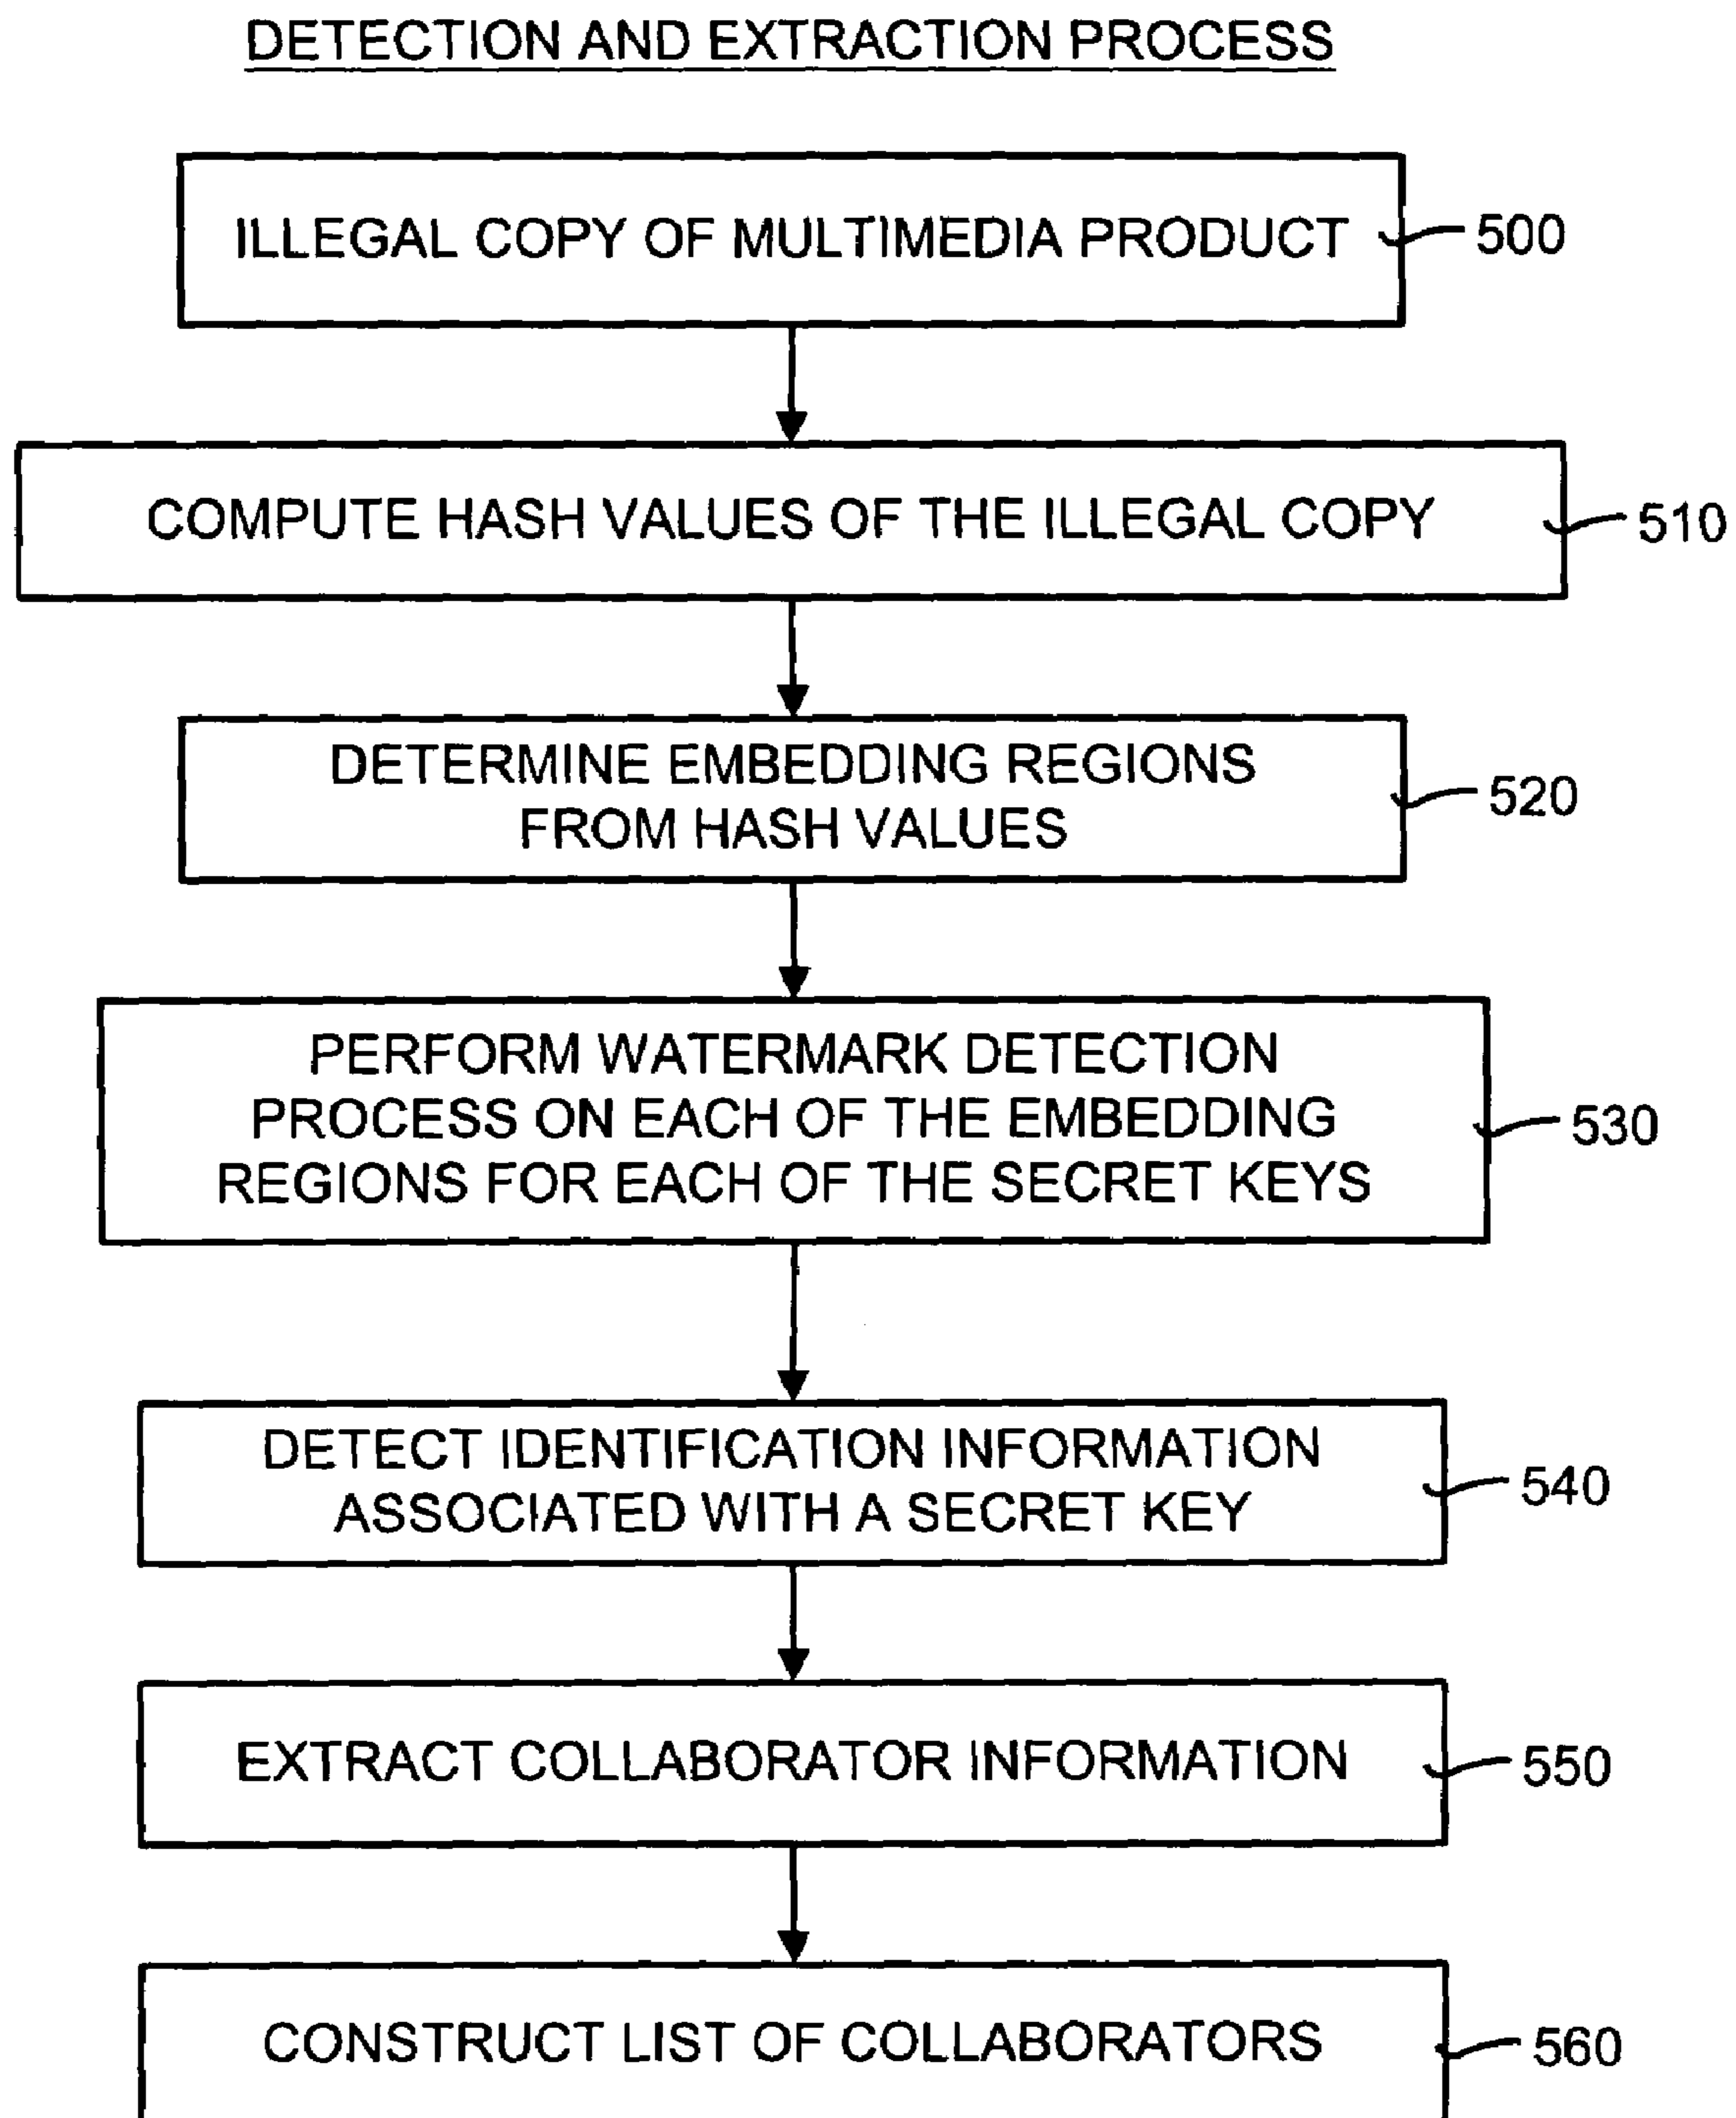 DETECTION AND EXTRACTION PROCESS
ILLEGAL COPY OF MULTIMEDIA PRODUCT
500
COMPUTE HASH VALUES OF THE ILLEGAL COPY
510
DETERMINE EMBEDDING REGIONS
FROM HASH VALUES
520
PERFORM WATERMARK DETECTION
PROCESS ON EACH OF THE EMBEDDING
REGIONS FOR EACH OF THE SECRET KEYS
530
DETECT IDENTIFICATION INFORMATION
ASSOCIATED WITH A SECRET KEY
540
EXTRACT COLLABORATOR INFORMATION
550
CONSTRUCT LIST OF COLLABORATORS
560